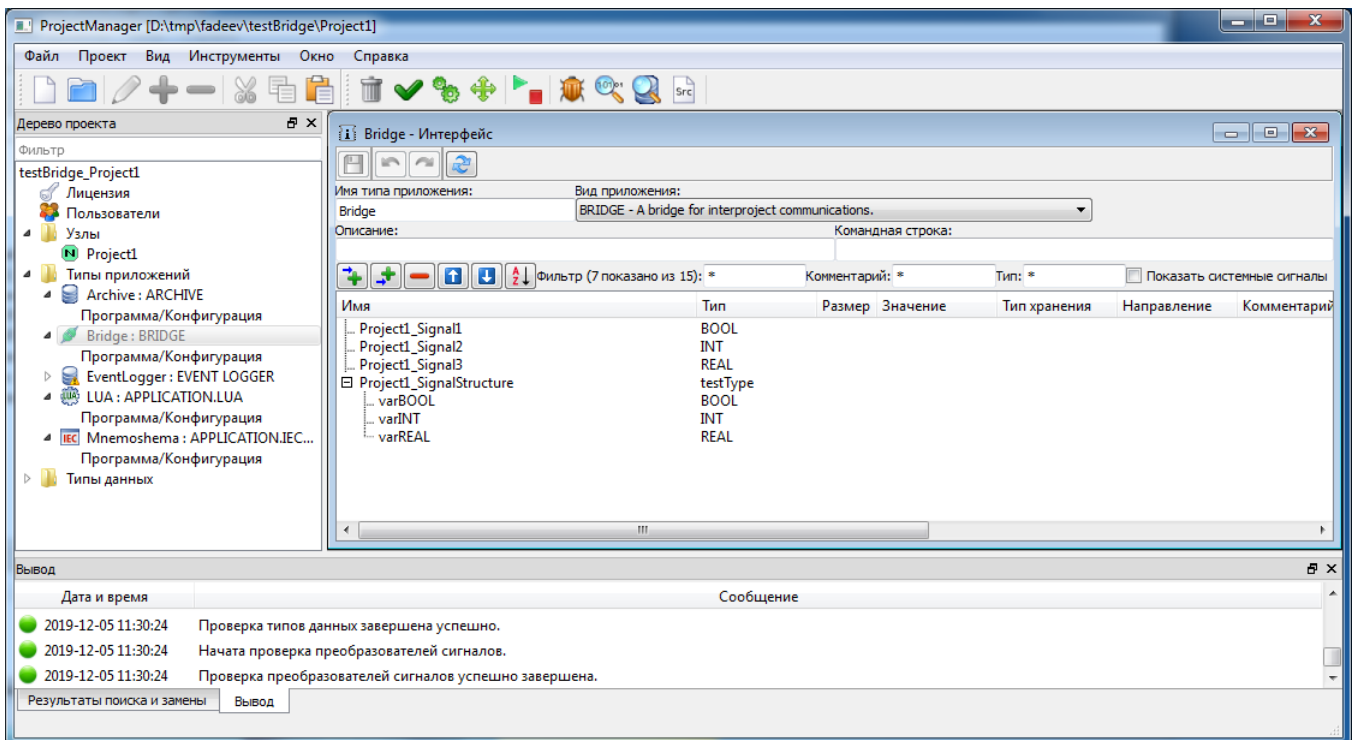 ProjectManager [D:\tmp\fadeev\testBridge\Project1]
Файл Проект Вид Инструменты Окно Справка
Src
Дерево проекта
Фильтр
testBridge_Project1
Лицензия
Пользователи
Узлы
N Project1
Типы приложений
Archive : ARCHIVE
Программа/Конфигурация
Bridge : BRIDGE
Программа/Конфигурация
EventLogger : EVENT LOGGER
LUA : APPLICATION.LUA
Программа/Конфигурация
IEC Mnemoshema : APPLICATION.IEC...
Программа/Конфигурация
Типы данных
Bridge - Интерфейс
Имя типа приложения: Вид приложения:
Bridge BRIDGE - A bridge for interproject communications.
Описание: Командная строка:
Фильтр (7 показано из 15): * Комментарий: * Тип: * Показать системные сигналы
Имя Тип Размер Значение Тип хранения Направление Комментарий
Project1_Signal1 BOOL
Project1_Signal2 INT
Project1_Signal3 REAL
Project1_SignalStructure testType
varBOOL BOOL
varINT INT
varREAL REAL
Вывод
Дата и время Сообщение
2019-12-05 11:30:24 Проверка типов данных завершена успешно.
2019-12-05 11:30:24 Начата проверка преобразователей сигналов.
2019-12-05 11:30:24 Проверка преобразователей сигналов успешно завершена.
Результаты поиска и замены Вывод